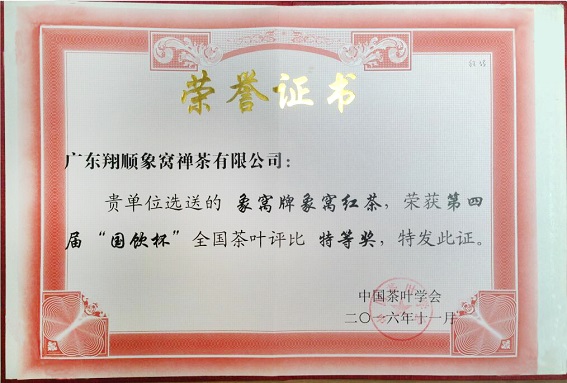 荣誉证书
广东翔顺象窝禅茶有限公司：
贵单位选送的 象窝牌象窝红茶，荣获第四
届“国饮杯”全国茶叶评比 特等奖，特发此证。
中国茶叶学会
二〇一六年十一月